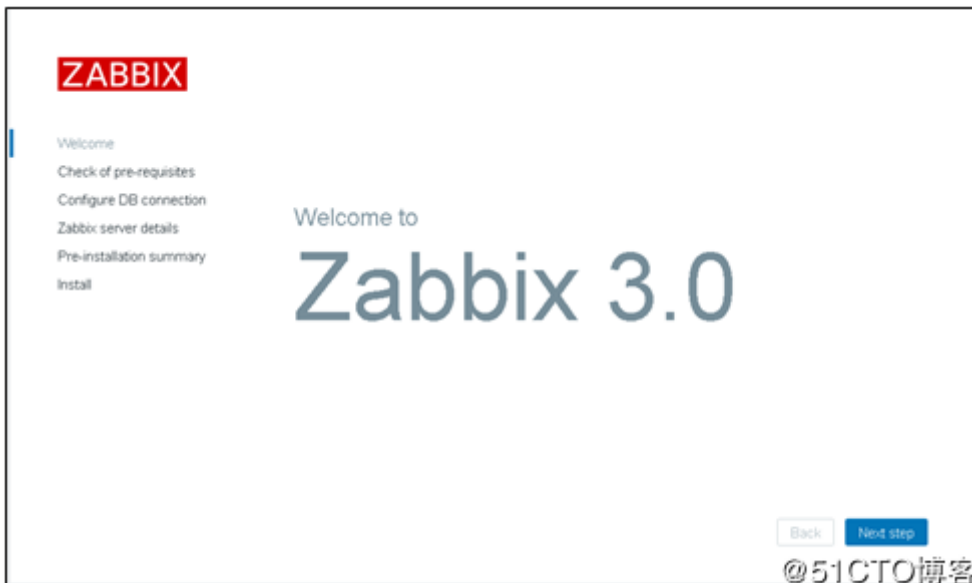 ZABBIX
Welcome
Check of pre-requisites
Configure DB connection
Zabbix server details
Pre-installation summary
Install
Welcome to
Zabbix 3.0
Back
Next step
@51CTO博客